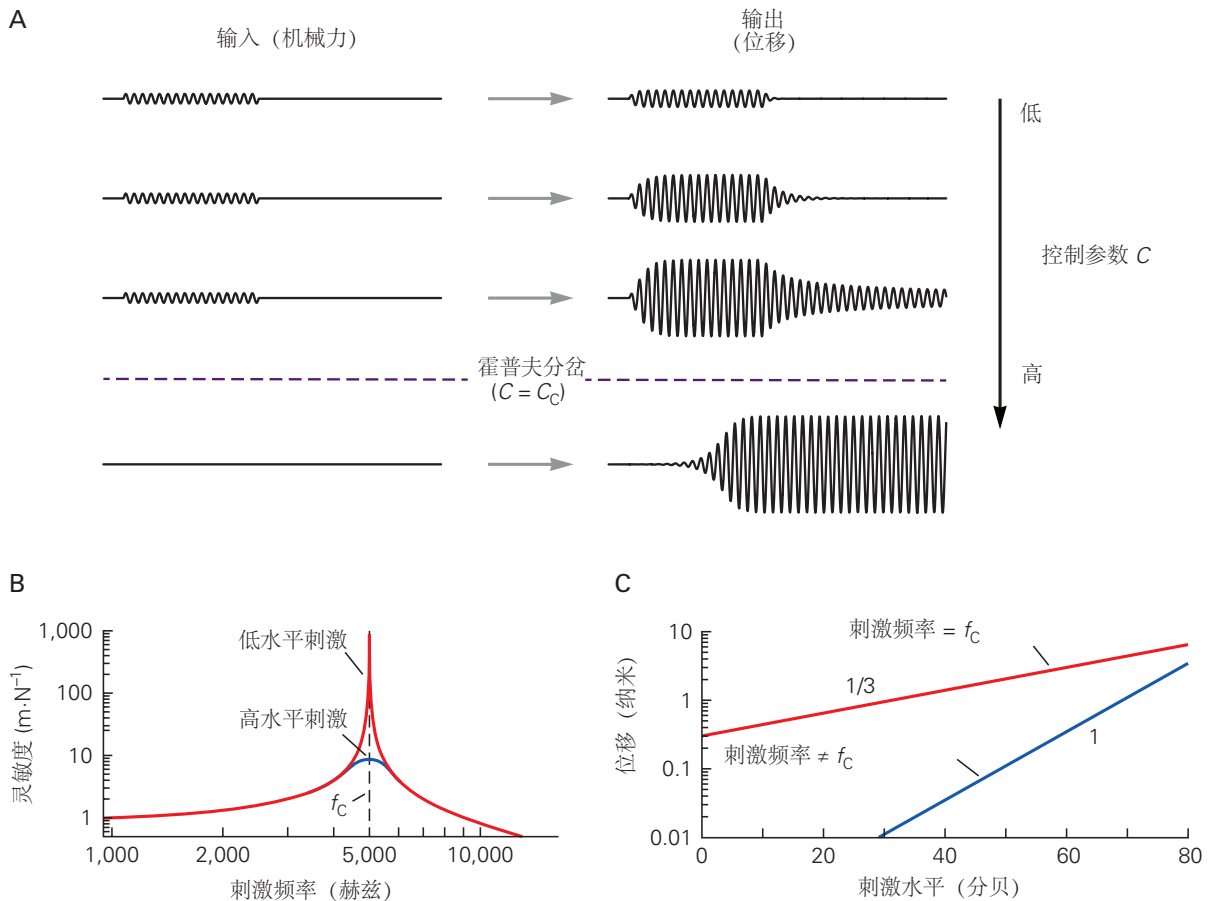 A
输入 (机械力)
输出
(位移)
低
控制参数 C
霍普夫分岔
(C = C_C)
高
B
1,000
100
10
1
灵敏度 (m·N⁻¹)
低水平刺激
高水平刺激
f_C
1,000
2,000
5,000
10,000
刺激频率 (赫兹)
C
10
1
0.1
0.01
位移 (纳米)
刺激频率 = f_C
1/3
刺激频率 ≠ f_C
1
0
20
40
60
80
刺激水平 (分贝)